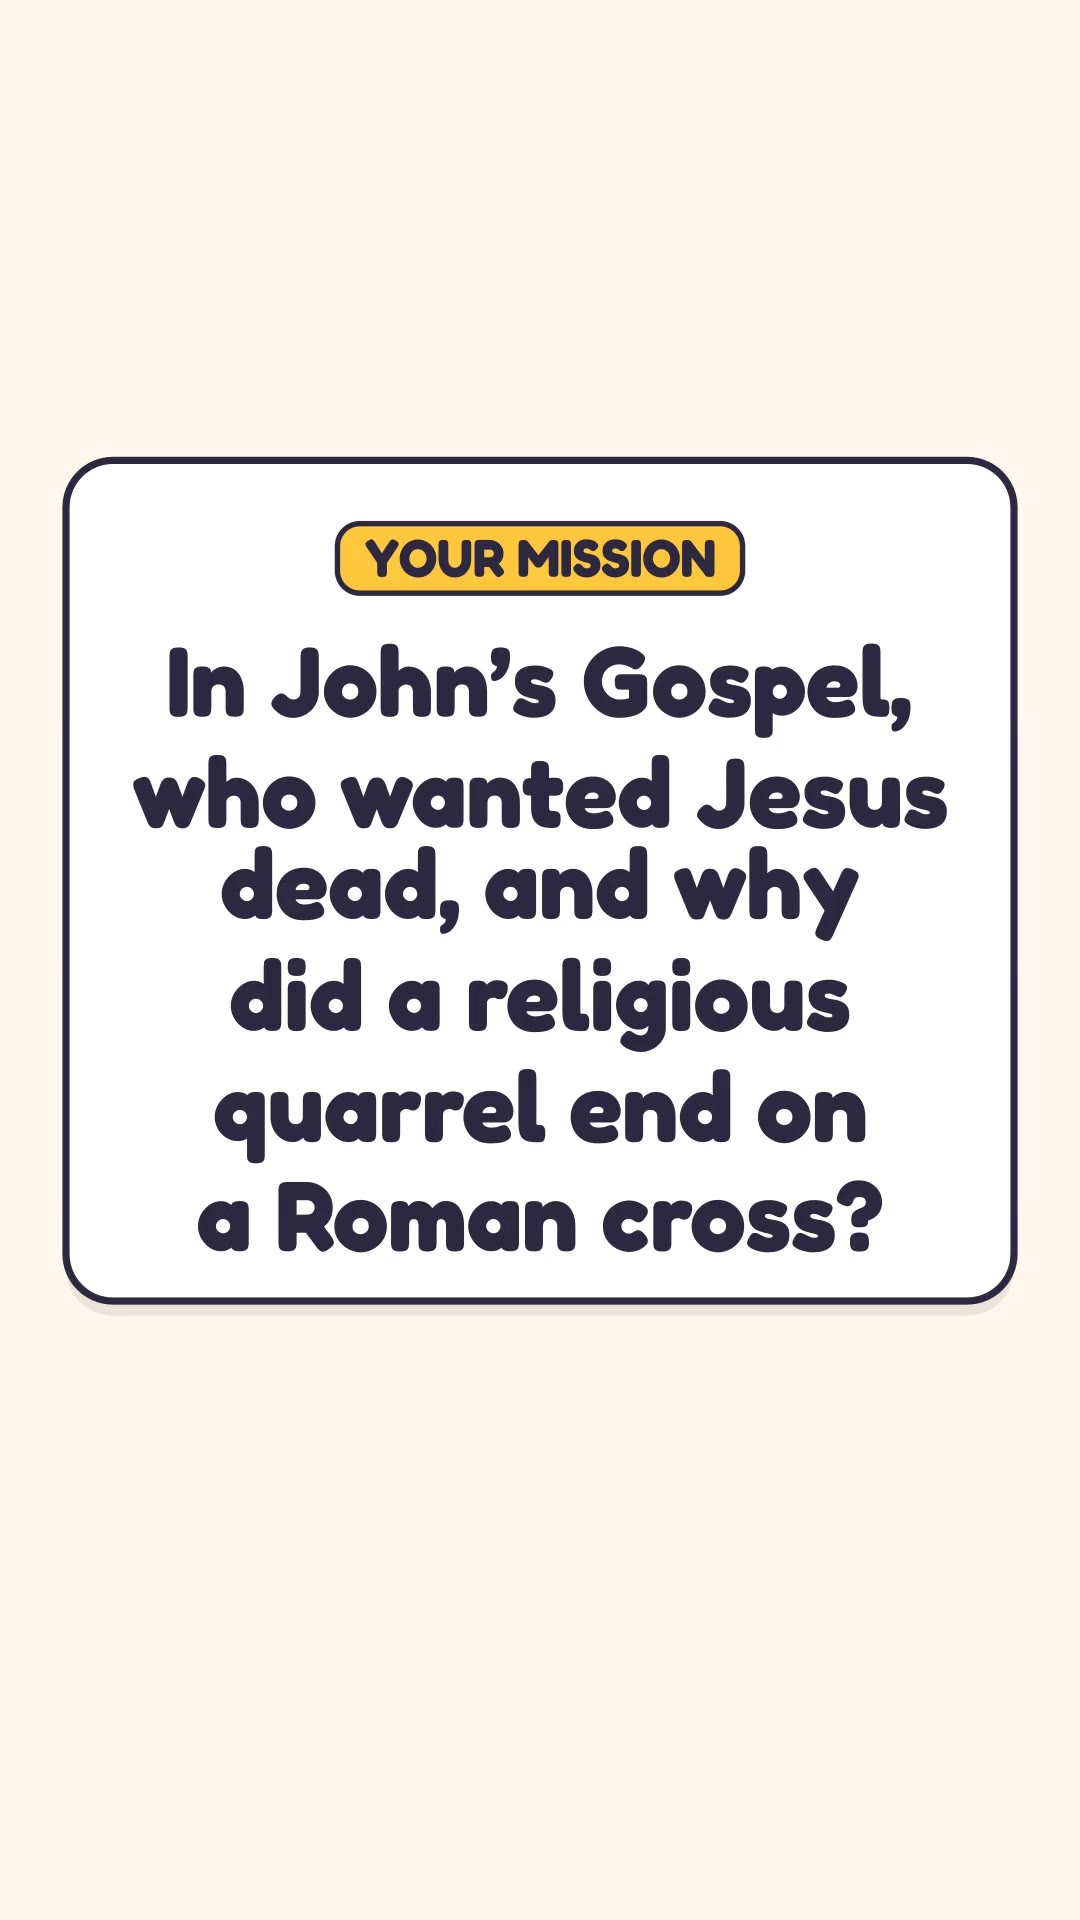 YOUR MISSION
In John’s Gospel,
who wanted Jesus
dead, and why
did a religious
quarrel end on
a Roman cross?